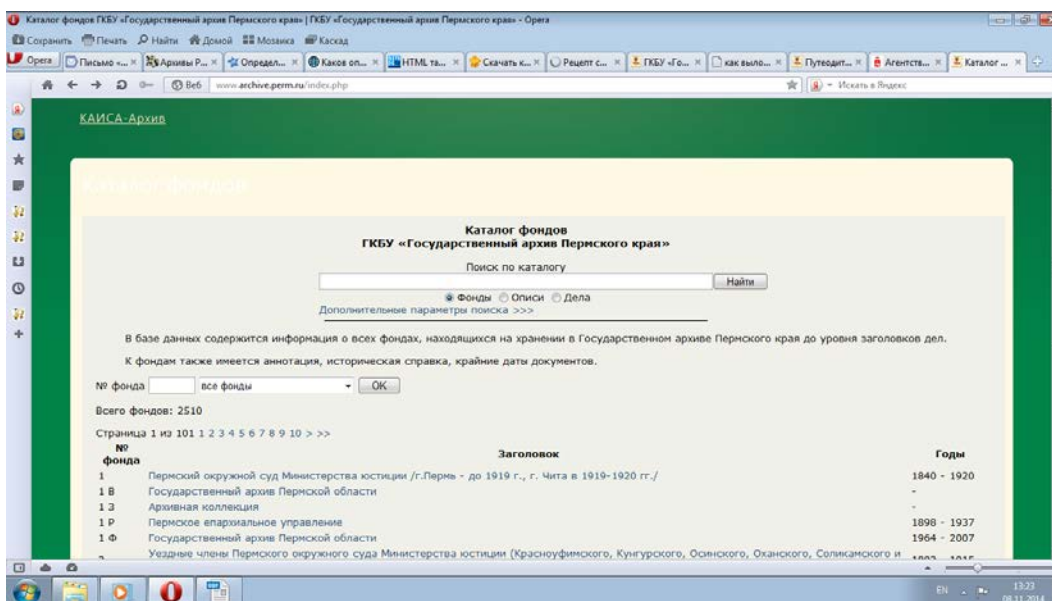 Каталог фондов ГКБУ «Государственный архив Пермского края» | ГКБУ «Государственный архив Пермского края» - Opera
Сохранить Печать Найти Домой Мозаика Каскад
Opera Письмо «... Архивы Р... Определ... Какое оп... HTML та... Скачать к... Рецепт с... ГКБУ «Го... как выло... Путеводит... Агентств... Каталог ...
Веб www.archive.perm.ru/index.php Искать в Яндекс
КАИСА-Архив
Каталог фондов
Каталог фондов
ГКБУ «Государственный архив Пермского края»
Поиск по каталогу
Найти
Фонды Описи Дела
Дополнительные параметры поиска >>>
В базе данных содержится информация о всех фондах, находящихся на хранении в Государственном архиве Пермского края до уровня заголовков дел.
К фондам также имеется аннотация, историческая справка, крайние даты документов.
№ фонда все фонды OK
Всего фондов: 2510
Страница 1 из 101 1 2 3 4 5 6 7 8 9 10 > >>
№ фонда Заголовок Годы
1 Пермский окружной суд Министерства юстиции /г.Пермь - до 1919 г., г. Чита в 1919-1920 гг./ 1840 - 1920
1 В Государственный архив Пермской области -
1 З Архивная коллекция -
1 Р Пермское епархиальное управление 1898 - 1937
1 Ф Государственный архив Пермской области 1964 - 2007
Уездные члены Пермского окружного суда Министерства юстиции (Красноуфимского, Кунгурского, Осинского, Оханского, Соликамского и
EN 13:23
08.11.2014